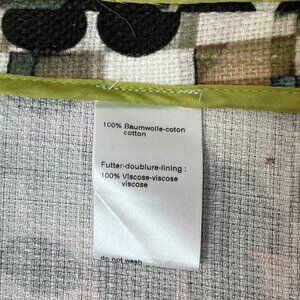 100% Baumwolle-coton
cotton
Futter-doublure-lining :
100% Viscose-viscose
viscose
do not wash